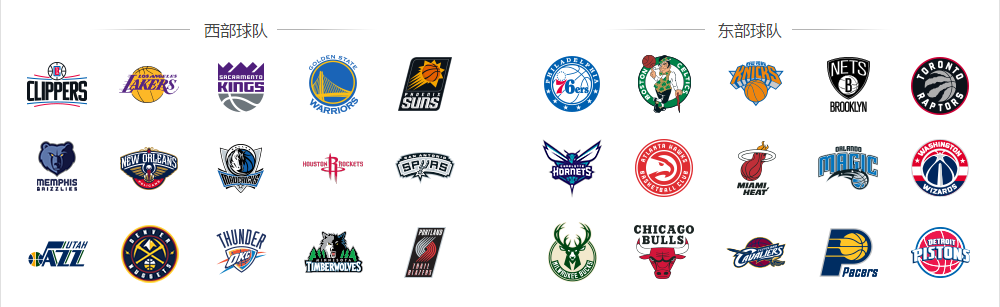 西部球队
东部球队
CLIPPERS
LOS ANGELES
LAKERS
SACRAMENTO
KINGS
GOLDEN STATE
WARRIORS
PHOENIX
SUNS
PHILADELPHIA
76ers
BOSTON
CELTICS
NEW YORK
KNICKS
NETS
B
BROOKLYN
TORONTO
RAPTORS
MEMPHIS
GRIZZLIES
NEW ORLEANS
PELICANS
MAVERICKS
HOUSTON ROCKETS
SAN ANTONIO
SPURS
CHARLOTTE
HORNETS
ATLANTA HAWKS
BASKETBALL CLUB
MIAMI
HEAT
ORLANDO
MAGIC
WASHINGTON
WIZARDS
UTAH
JAZZ
DENVER
NUGGETS
THUNDER
OKC
MINNESOTA
TIMBERWOLVES
PORTLAND
TRAIL BLAZERS
MILWAUKEE BUCKS
CHICAGO
BULLS
CAVALIERS
P
Pacers
DETROIT
PISTONS